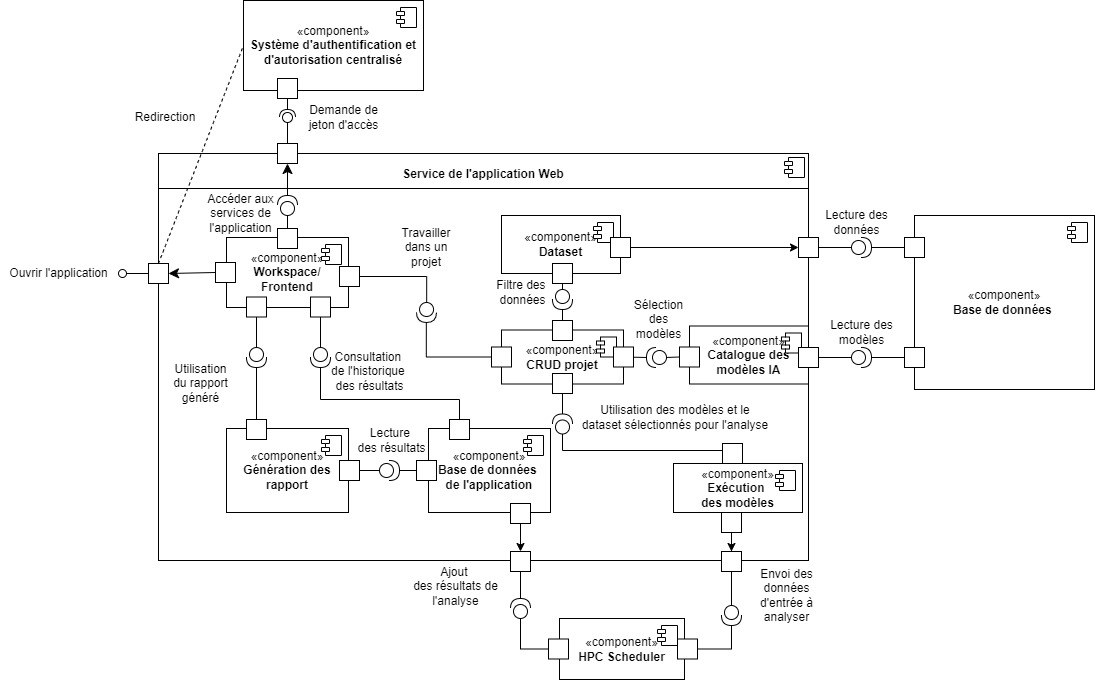 «component»
Système d'authentification et
d'autorisation centralisé
Redirection
Demande de
jeton d'accès
Service de l'application Web
Accéder aux
services de
l'application
Travailler
dans un
projet
«component»
Dataset
Lecture des
données
Ouvrir l'application
«component»
Workspace/
Frontend
Filtre des
données
Sélection
des
modèles
«component»
Base de données
Lecture des
modèles
«component»
CRUD projet
«component»
Catalogue des
modèles IA
Utilisation
du rapport
généré
Consultation
de l'historique
des résultats
Utilisation des modèles et le
dataset sélectionnés pour l'analyse
«component»
Génération des
rapport
Lecture
des résultats
«component»
Base de données
de l'application
«component»
Exécution
des modèles
Ajout
des résultats de
l'analyse
Envoi des
données
d'entrée à
analyser
«component»
HPC Scheduler